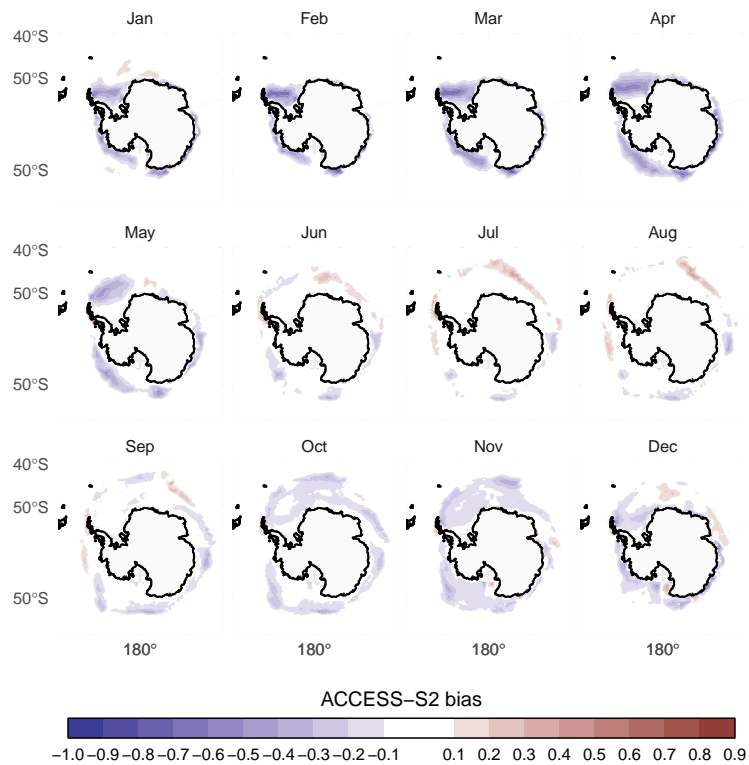 Jan Feb Mar Apr
40°S
50°S
50°S
May Jun Jul Aug
40°S
50°S
50°S
Sep Oct Nov Dec
40°S
50°S
50°S
180° 180° 180° 180°
ACCESS−S2 bias
−1.0 −0.9 −0.8 −0.7 −0.6 −0.5 −0.4 −0.3 −0.2 −0.1 0.1 0.2 0.3 0.4 0.5 0.6 0.7 0.8 0.9